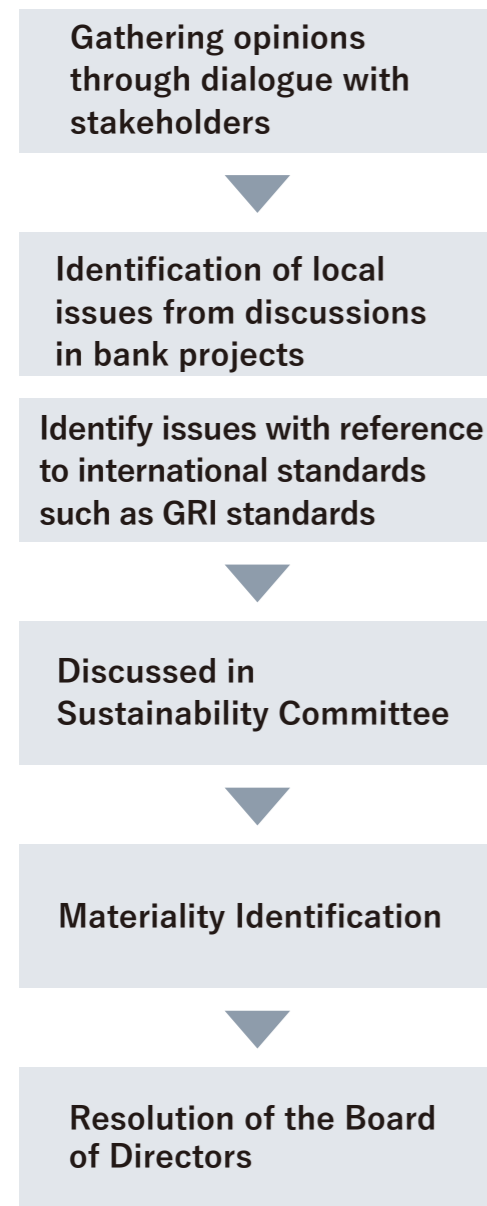 Gathering opinions
through dialogue with
stakeholders
Identification of local
issues from discussions
in bank projects
Identify issues with reference
to international standards
such as GRI standards
Discussed in
Sustainability Committee
Materiality Identification
Resolution of the Board
of Directors